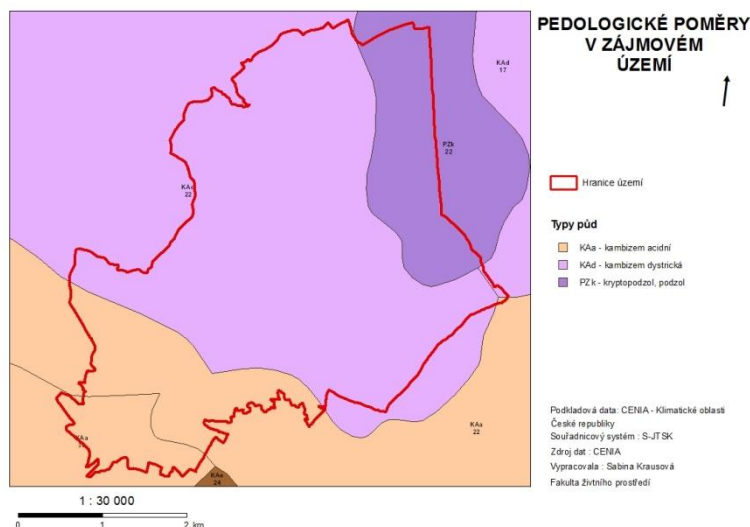 PEDOLOGICKÉ POMĚRY
V ZÁJMOVÉM
ÚZEMÍ
KAd
17
PZk
22
KAd
22
Hranice území
Typy půd
KAa - kambizem acidní
KAd - kambizem dystrická
PZk - kryptopodzol, podzol
KAa
22
KAa
KAa
24
Podkladová data: CENIA - Klimatické oblasti
České republiky
Souřadnicový systém : S-JTSK
Zdroj dat : CENIA
Vypracovala : Sabina Krausová
Fakulta živtního prostředí
1 : 30 000
0 1 2 km